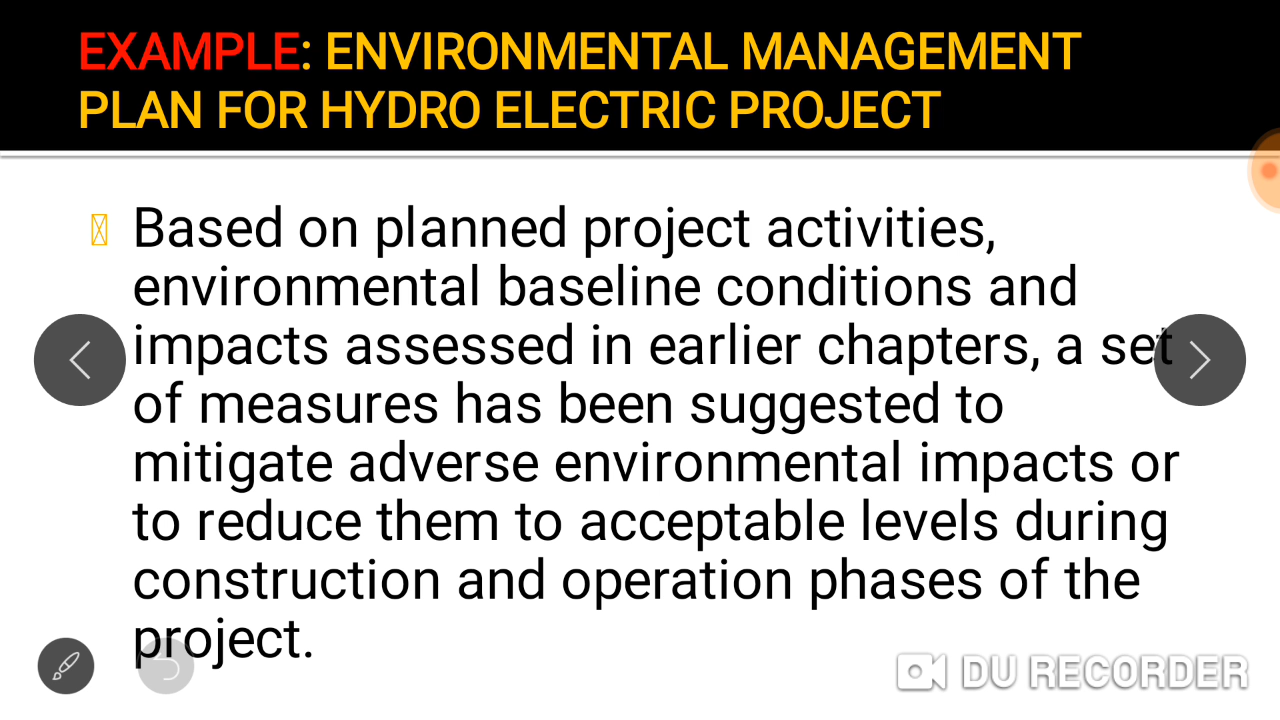 EXAMPLE: ENVIRONMENTAL MANAGEMENT
PLAN FOR HYDRO ELECTRIC PROJECT
Based on planned project activities,
environmental baseline conditions and
impacts assessed in earlier chapters, a set
of measures has been suggested to
mitigate adverse environmental impacts or
to reduce them to acceptable levels during
construction and operation phases of the
project.
DU RECORDER